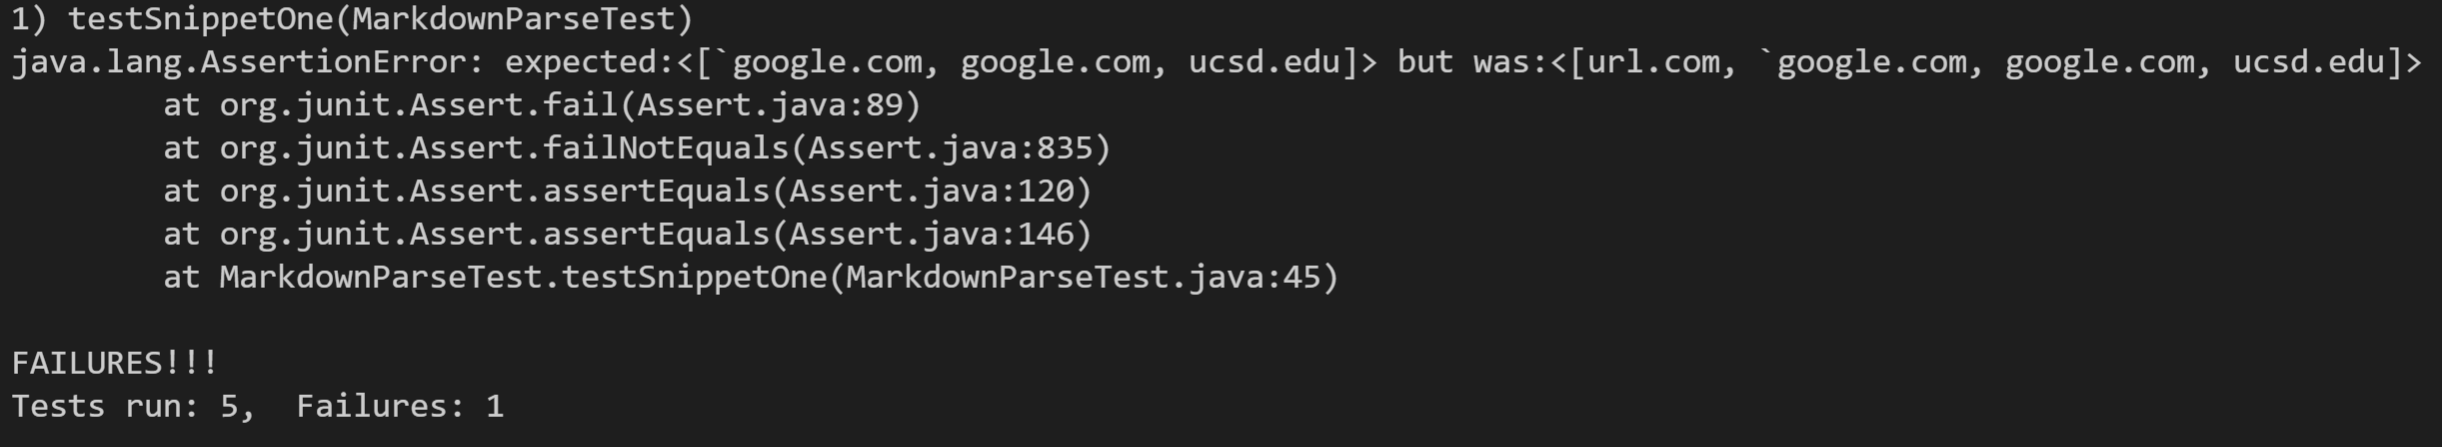 1) testSnippetOne(MarkdownParseTest)
java.lang.AssertionError: expected:<[`google.com, google.com, ucsd.edu]> but was:<[url.com, `google.com, google.com, ucsd.edu]>
        at org.junit.Assert.fail(Assert.java:89)
        at org.junit.Assert.failNotEquals(Assert.java:835)
        at org.junit.Assert.assertEquals(Assert.java:120)
        at org.junit.Assert.assertEquals(Assert.java:146)
        at MarkdownParseTest.testSnippetOne(MarkdownParseTest.java:45)
FAILURES!!!
Tests run: 5,  Failures: 1